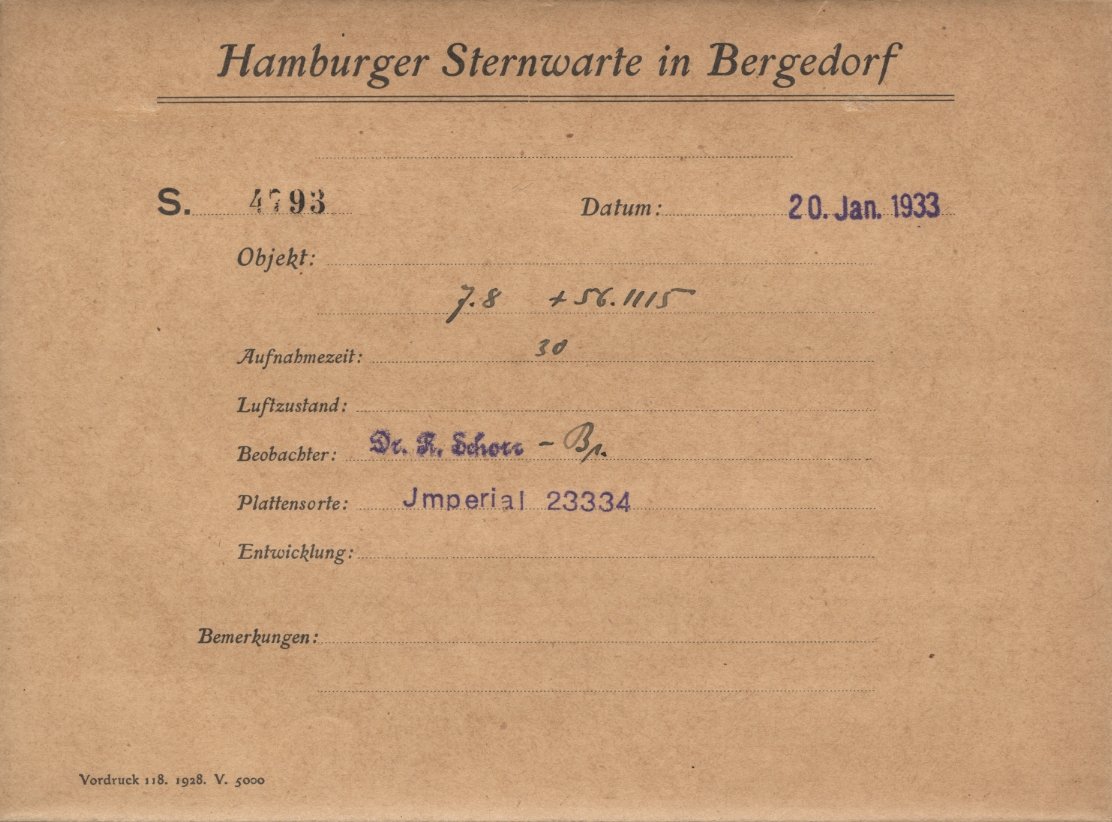 Hamburger Sternwarte in Bergedorf
S. 4793 Datum: 20. Jan. 1933
Objekt:
7.8 +56.1115
Aufnahmezeit: 30
Luftzustand:
Beobachter: Dr. R. Schorr - Bp.
Plattensorte: Jmperial 23334
Entwicklung:
Bemerkungen:
Vordruck 118. 1928. V. 5000